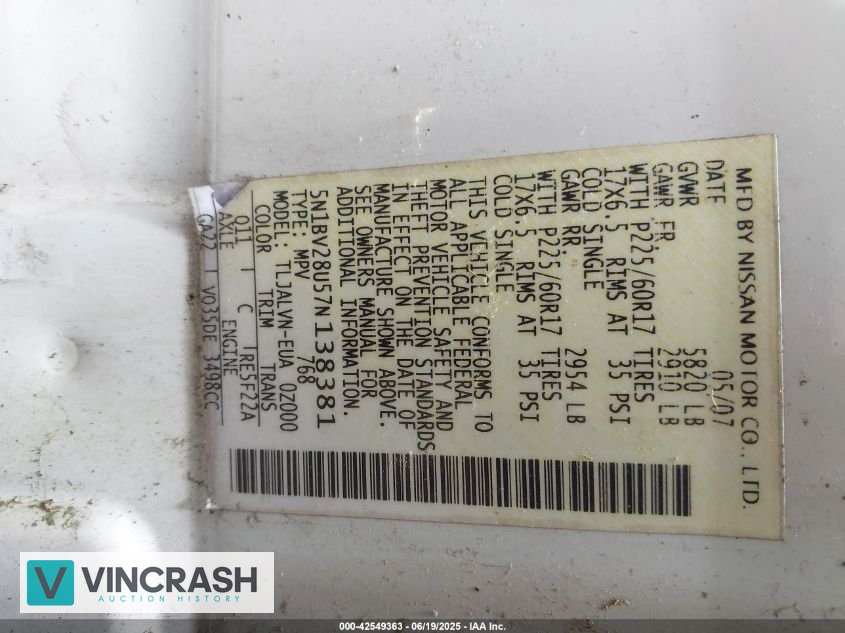 MFD BY NISSAN MOTOR CO., LTD.
DATE 05/07
GVWR 5820 LB
GAWR FR. 2910 LB
WITH P225/60R17 TIRES
17X6.5 RIMS AT 35 PSI
COLD SINGLE
GAWR RR. 2954 LB
WITH P225/60R17 TIRES
17X6.5 RIMS AT 35 PSI
COLD SINGLE
THIS VEHICLE CONFORMS TO
ALL APPLICABLE FEDERAL
MOTOR VEHICLE SAFETY AND
THEFT PREVENTION STANDARDS
IN EFFECT ON THE DATE OF
MANUFACTURE SHOWN ABOVE.
SEE OWNERS MANUAL FOR
ADDITIONAL INFORMATION.
5N1BV28U57N138381
TYPE: MPV 768
MODEL: TLJALVN-EUA 0Z000
COLOR TRIM TRANS
Q11 C RE5F22A
AXLE ENGINE
GA22 VQ35DE 3498CC
VINCRASH
AUCTION HISTORY
000-42549363 - 06/19/2025 - IAA Inc.